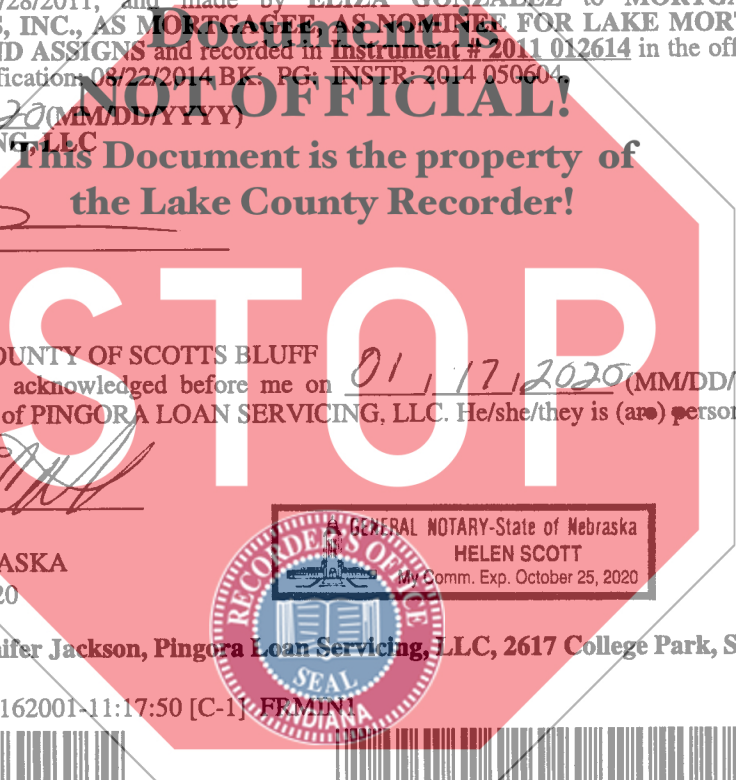 /28/2011, and made by ELIZA GONZALEZ to MORTGA
S, INC., AS MORTGAGEE, AS NOMINEE FOR LAKE MORT
Document is
ND ASSIGNS and recorded in Instrument # 2011 012614 in the off
fication: 08/22/2014 BK: PG: INSTR: 2014 050604.
NOT OFFICIAL!
20 (MM/DD/YYYY)
NG, LLC
This Document is the property of
the Lake County Recorder!
STOP
OUNTY OF SCOTTS BLUFF
acknowledged before me on 01 / 17 / 2020 (MM/DD/
of PINGORA LOAN SERVICING, LLC. He/she/they is (are) person
GENERAL NOTARY-State of Nebraska
HELEN SCOTT
My Comm. Exp. October 25, 2020
RECORDER'S OFFICE
SEAL
INDIANA
ASKA
20
nifer Jackson, Pingora Loan Servicing, LLC, 2617 College Park, S
162001-11:17:50 [C-1] FRMIN1